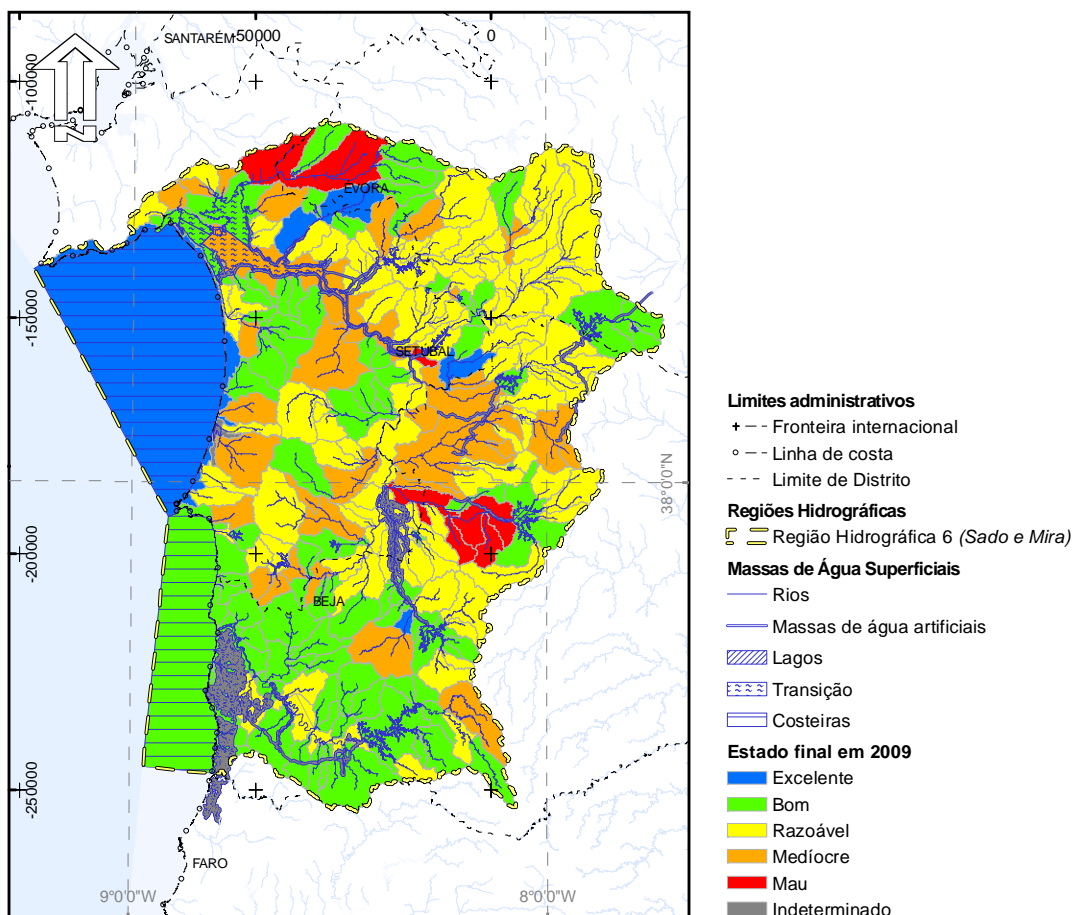 SANTARÉM
-50000
0
-100000
ÉVORA
-150000
SETÚBAL
38°0'0"N
-200000
BEJA
-250000
FARO
9°0'0"W
8°0'0"W
N
Limites administrativos
Fronteira internacional
Linha de costa
Limite de Distrito
Regiões Hidrográficas
Região Hidrográfica 6 (Sado e Mira)
Massas de Água Superficiais
Rios
Massas de água artificiais
Lagos
Transição
Costeiras
Estado final em 2009
Excelente
Bom
Razoável
Medíocre
Mau
Indeterminado